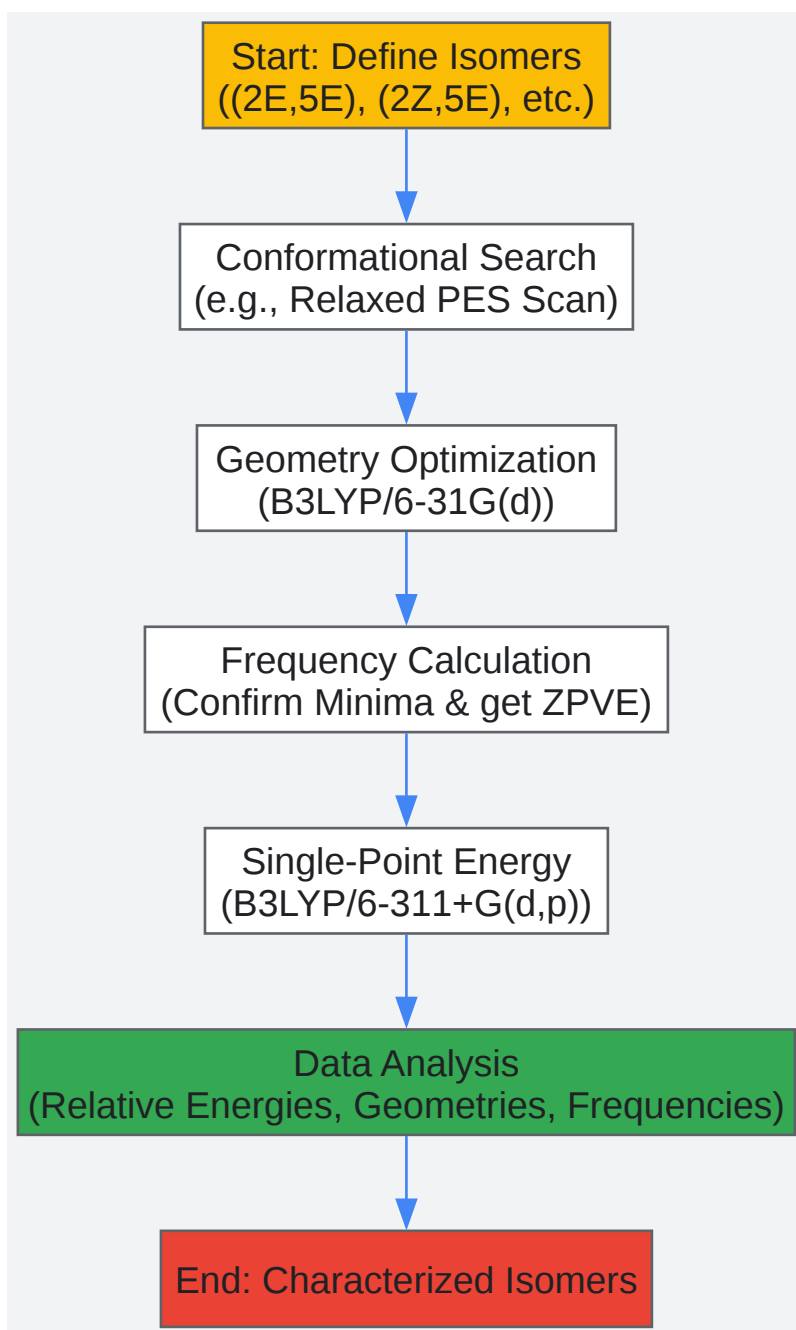 Start: Define Isomers
((2E,5E), (2Z,5E), etc.)
Conformational Search
(e.g., Relaxed PES Scan)
Geometry Optimization
(B3LYP/6-31G(d))
Frequency Calculation
(Confirm Minima & get ZPVE)
Single-Point Energy
(B3LYP/6-311+G(d,p))
Data Analysis
(Relative Energies, Geometries, Frequencies)
End: Characterized Isomers